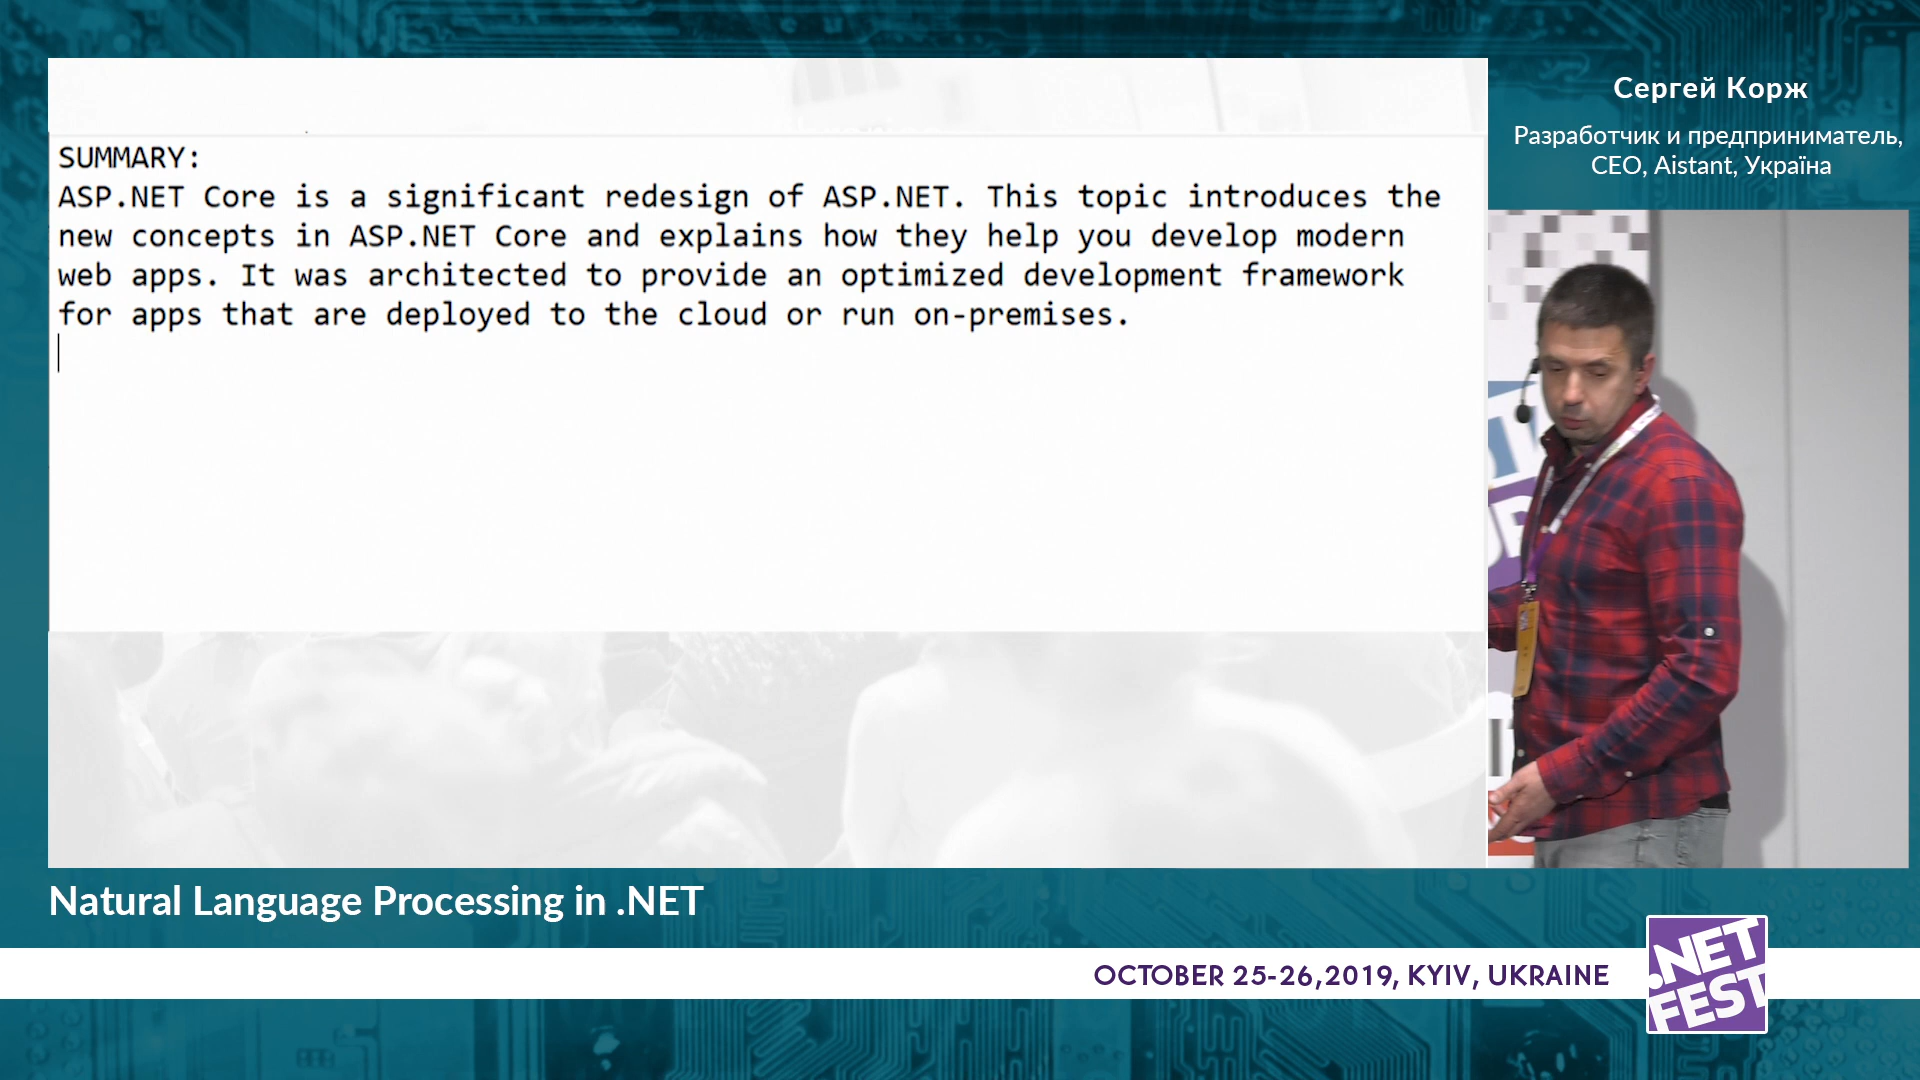 Сергей Корж
Разработчик и предприниматель,
CEO, Aistant, Україна
SUMMARY:
ASP.NET Core is a significant redesign of ASP.NET. This topic introduces the
new concepts in ASP.NET Core and explains how they help you develop modern
web apps. It was architected to provide an optimized development framework
for apps that are deployed to the cloud or run on-premises.
Natural Language Processing in .NET
OCTOBER 25-26,2019, KYIV, UKRAINE
.NET
FEST